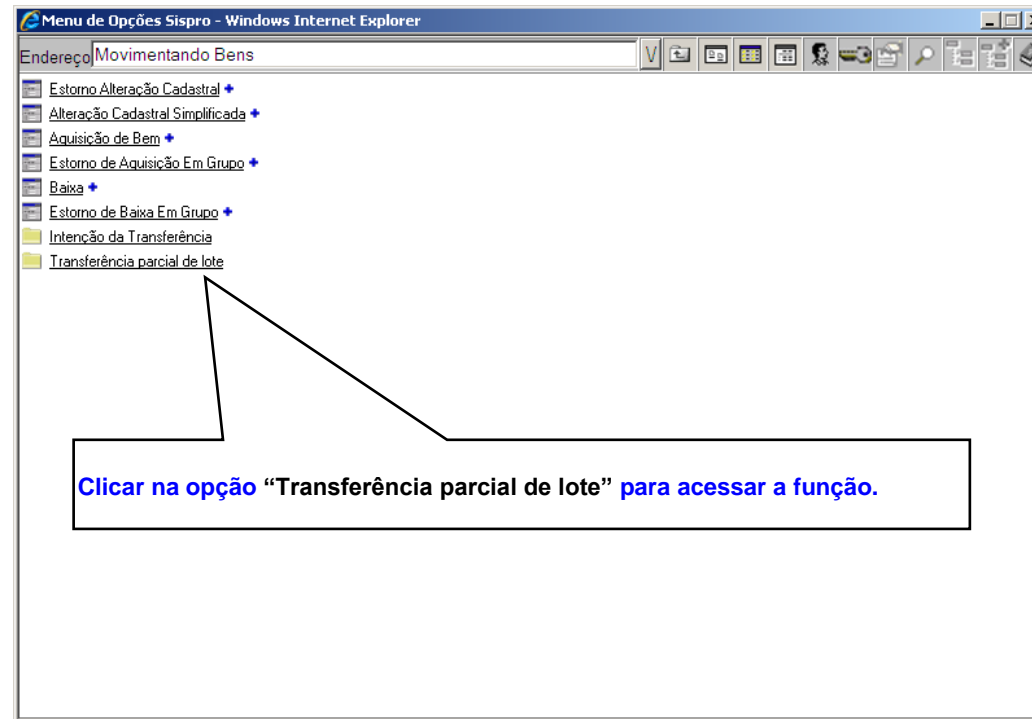 Menu de Opções Sispro - Windows Internet Explorer
Endereço Movimentando Bens V
Estorno Alteração Cadastral +
Alteração Cadastral Simplificada +
Aquisição de Bem +
Estorno de Aquisição Em Grupo +
Baixa +
Estorno de Baixa Em Grupo +
Intenção da Transferência
Transferência parcial de lote
Clicar na opção “Transferência parcial de lote” para acessar a função.